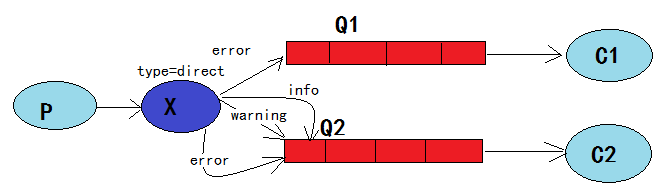 Q1
error
C1
type=direct
P
X
info
warning
Q2
error
C2